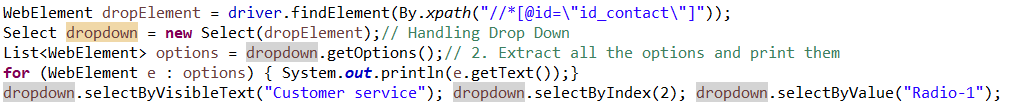 WebElement dropElement = driver.findElement(By.xpath("//*[@id=\"id_contact\"]"));
Select dropdown = new Select(dropElement);// Handling Drop Down
List<WebElement> options = dropdown.getOptions();// 2. Extract all the options and print them
for (WebElement e : options) { System.out.println(e.getText());}
dropdown.selectByVisibleText("Customer service"); dropdown.selectByIndex(2); dropdown.selectByValue("Radio-1");